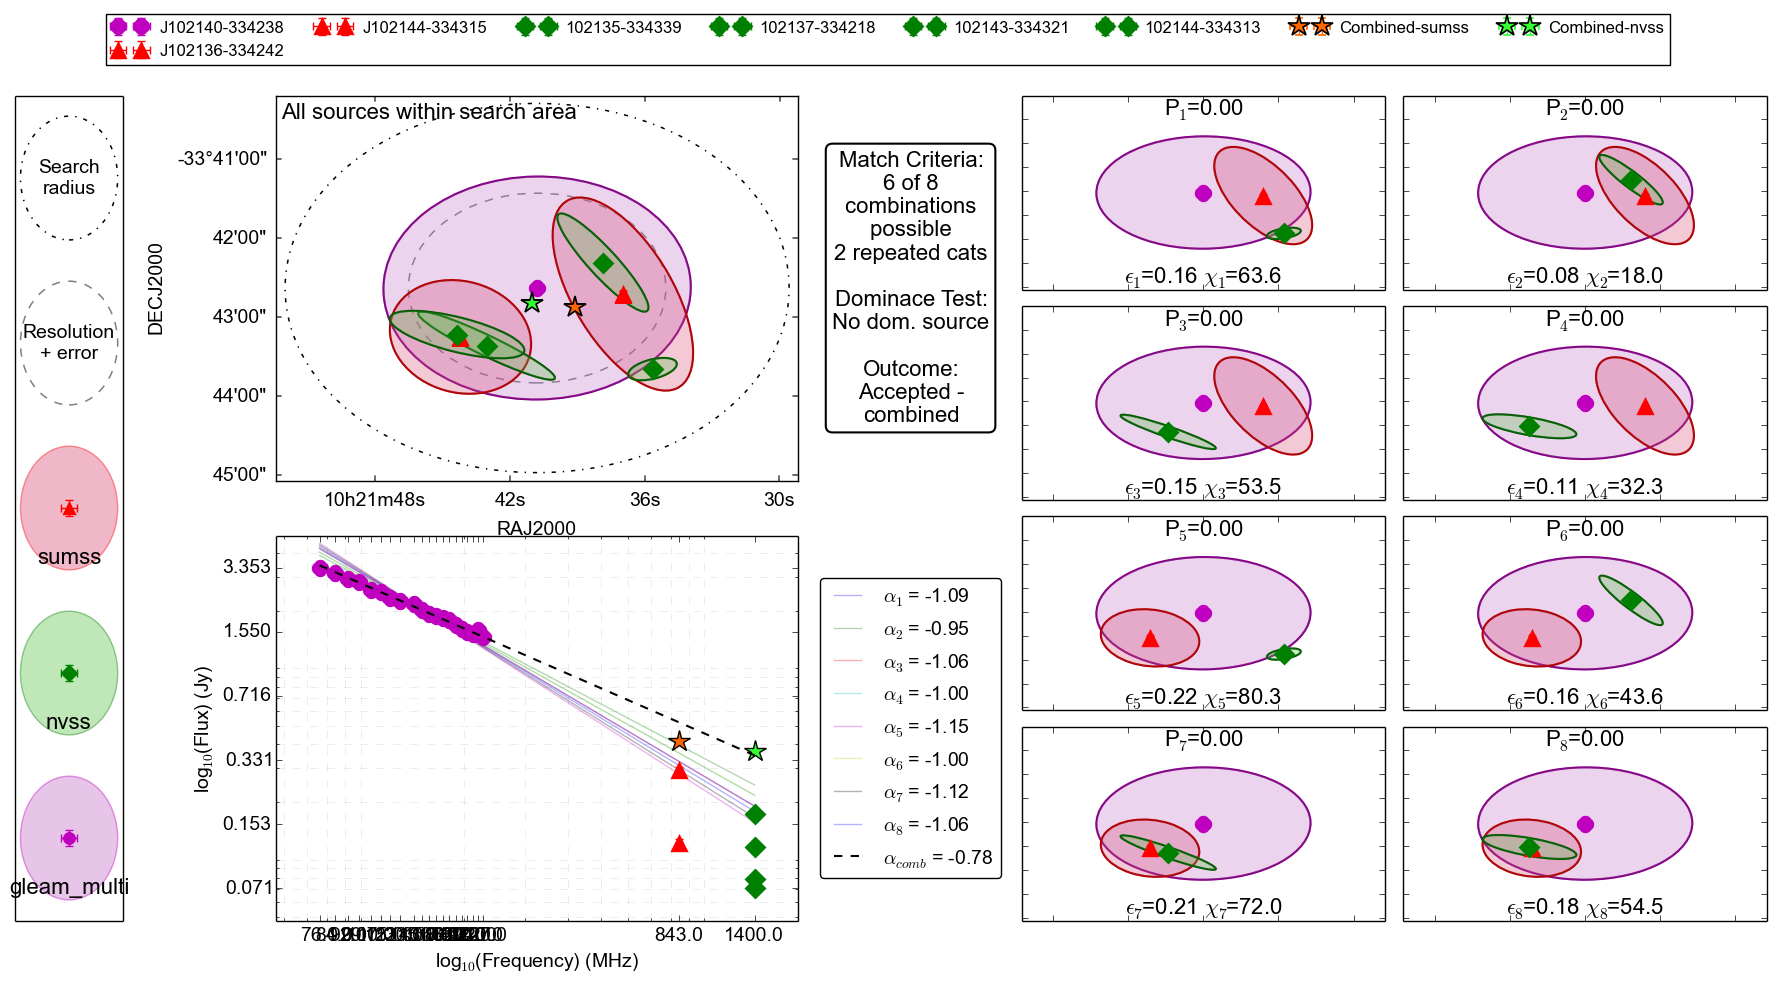 J102140-334238
J102144-334315
102135-334339
102137-334218
102143-334321
102144-334313
Combined-sumss
Combined-nvss
J102136-334242
Search
radius
Resolution
+ error
sumss
nvss
gleam_multi
All sources within search area
DECJ2000
-33°41'00"
42'00"
43'00"
44'00"
45'00"
10h21m48s
42s
36s
30s
RAJ2000
Match Criteria:
6 of 8
combinations
possible
2 repeated cats
Dominace Test:
No dom. source
Outcome:
Accepted -
combined
log10(Flux) (Jy)
3.353
1.550
0.716
0.331
0.153
0.071
843.0
1400.0
log10(Frequency) (MHz)
α1 = -1.09
α2 = -0.95
α3 = -1.06
α4 = -1.00
α5 = -1.15
α6 = -1.00
α7 = -1.12
α8 = -1.06
αcomb = -0.78
P1=0.00
ϵ1=0.16 χ1=63.6
P2=0.00
ϵ2=0.08 χ2=18.0
P3=0.00
ϵ3=0.15 χ3=53.5
P4=0.00
ϵ4=0.11 χ4=32.3
P5=0.00
ϵ5=0.22 χ5=80.3
P6=0.00
ϵ6=0.16 χ6=43.6
P7=0.00
ϵ7=0.21 χ7=72.0
P8=0.00
ϵ8=0.18 χ8=54.5